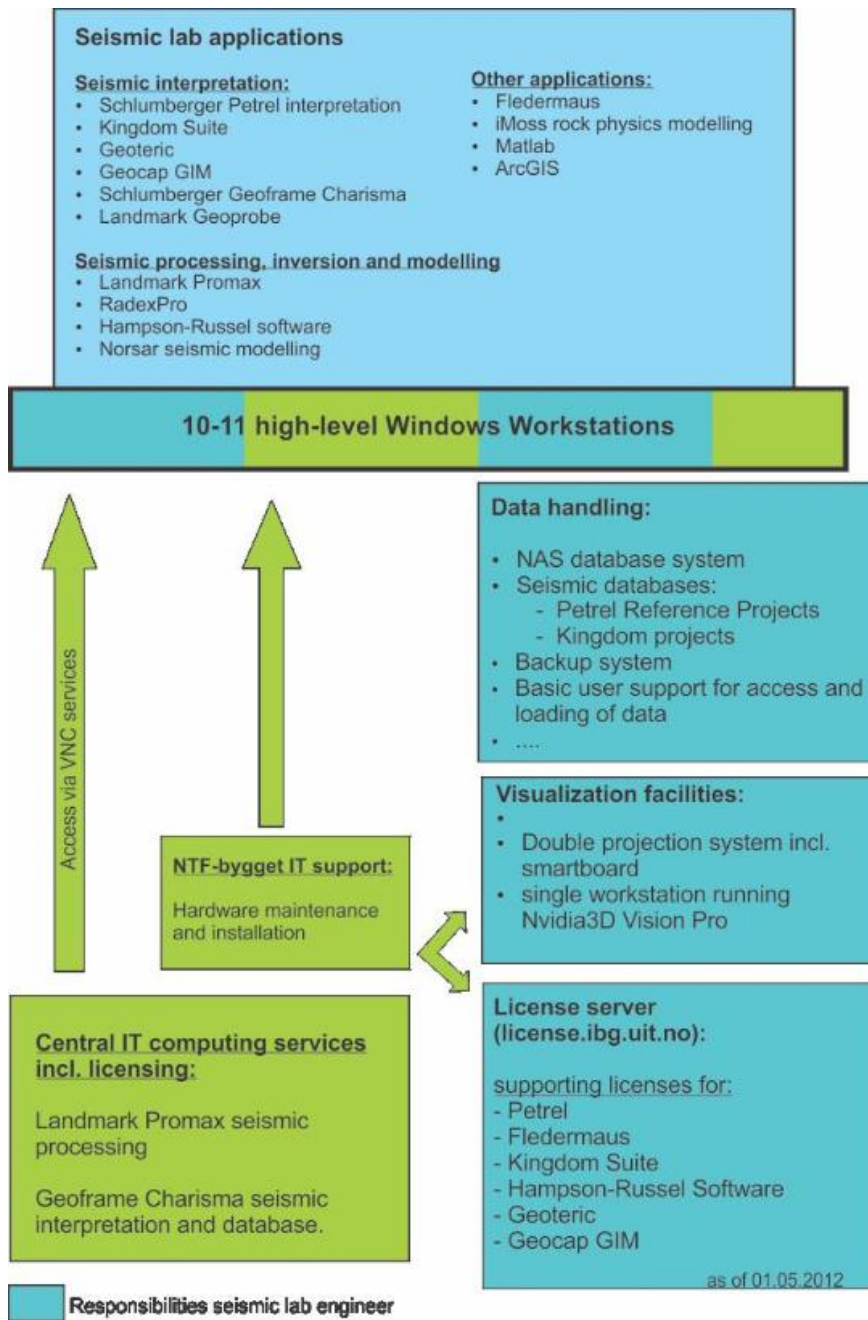 Seismic lab applications
Seismic interpretation:
• Schlumberger Petrel interpretation
• Kingdom Suite
• Geoteric
• Geocap GIM
• Schlumberger Geoframe Charisma
• Landmark Geoprobe
Other applications:
• Fledermaus
• iMoss rock physics modelling
• Matlab
• ArcGIS
Seismic processing, inversion and modelling
• Landmark Promax
• RadexPro
• Hampson-Russel software
• Norsar seismic modelling
10-11 high-level Windows Workstations
Access via VNC services
NTF-bygget IT support:
Hardware maintenance
and installation
Central IT computing services
incl. licensing:
Landmark Promax seismic
processing
Geoframe Charisma seismic
interpretation and database.
Data handling:
• NAS database system
• Seismic databases:
- Petrel Reference Projects
- Kingdom projects
• Backup system
• Basic user support for access and
loading of data
• ....
Visualization facilities:
•
• Double projection system incl.
smartboard
• single workstation running
Nvidia3D Vision Pro
License server
(license.ibg.uit.no):
supporting licenses for:
- Petrel
- Fledermaus
- Kingdom Suite
- Hampson-Russel Software
- Geoteric
- Geocap GIM
as of 01.05.2012
Responsibilities seismic lab engineer